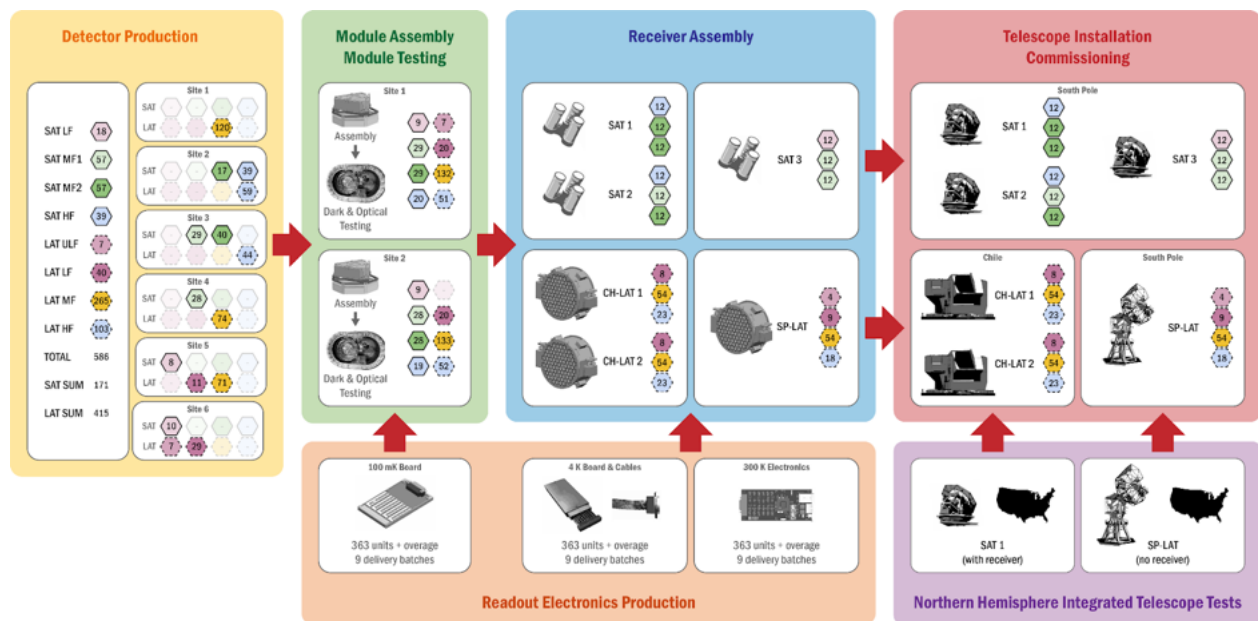 Detector Production
SAT LF 18
SAT MF1 57
SAT MF2 57
SAT HF 39
LAT ULF 7
LAT LF 40
LAT MF 265
LAT HF 103
TOTAL 586
SAT SUM 171
LAT SUM 415
Site 1
SAT
LAT 120
Site 2
SAT 17 39
LAT 59
Site 3
SAT 29 40
LAT 44
Site 4
SAT 28
LAT 74
Site 5
SAT 8
LAT 11 71
Site 6
SAT 10
LAT 7 29
Module Assembly
Module Testing
Site 1
Assembly
Dark & Optical
Testing
9 7
29 20
29 132
20 51
Site 2
Assembly
Dark & Optical
Testing
9
28 20
28 133
19 52
Receiver Assembly
SAT 1
12
12
12
SAT 2
12
12
12
SAT 3
12
12
12
CH-LAT 1
8
54
23
CH-LAT 2
8
54
23
SP-LAT
4
9
54
18
Telescope Installation
Commissioning
South Pole
SAT 1
12
12
12
SAT 2
12
12
12
SAT 3
12
12
12
Chile
CH-LAT 1
8
54
23
CH-LAT 2
8
54
23
South Pole
SP-LAT
4
9
54
18
100 mK Board
363 units + overage
9 delivery batches
4 K Board & Cables
363 units + overage
9 delivery batches
300 K Electronics
363 units + overage
9 delivery batches
Readout Electronics Production
SAT 1
(with receiver)
SP-LAT
(no receiver)
Northern Hemisphere Integrated Telescope Tests